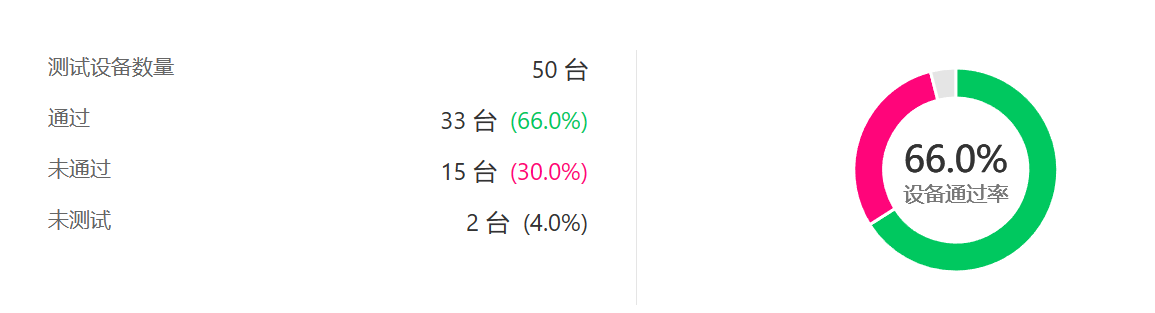 测试设备数量 50 台
通过 33 台 (66.0%)
未通过 15 台 (30.0%)
未测试 2 台 (4.0%)
66.0%
设备通过率